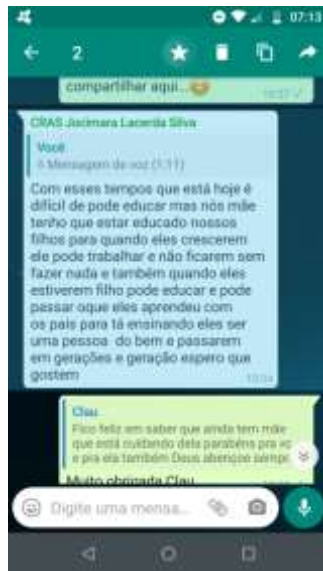 07:13
2
compartilhar aqui...
CRAS Jocimara Lacerda Silva
Você
Mensagem de voz (1:11)
Com esses tempos que está hoje é
difícil de pode educar mas nós mãe
tenho que estar educado nossos
filhos para quando eles crescerem
ele pode trabalhar e não ficarem sem
fazer nada e também quando eles
estiverem filho pode educar e pode
passar oque eles aprendeu com
os pais para tá ensinando eles ser
uma pessoa do bem e passarem
em gerações e geração espero que
gostem
Clau
Fico feliz em saber que ainda tem mãe
que está cuidando dela parabéns pra vc
e pra ela também Deus abençoe sempre
Muito obrigada Clau
Digite uma mensa...